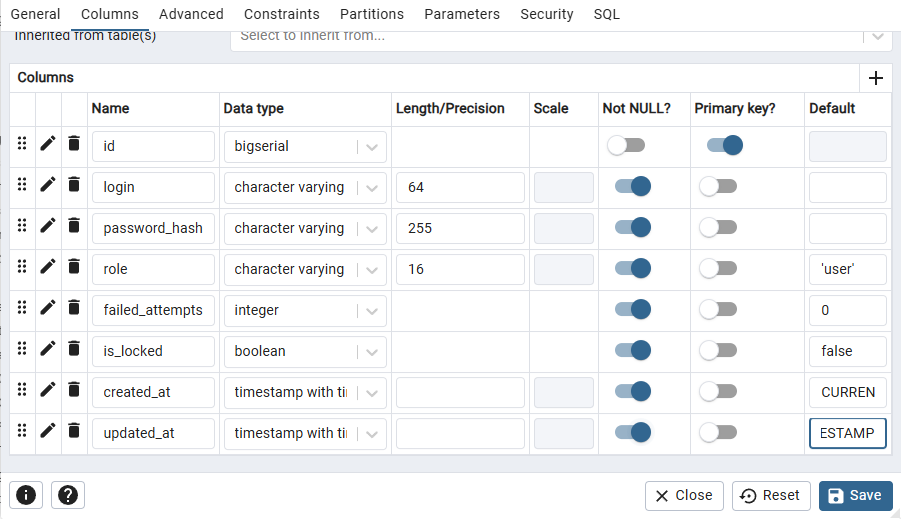 General Columns Advanced Constraints Partitions Parameters Security SQL
Inherited from table(s) Select to inherit from...
Columns
Name Data type Length/Precision Scale Not NULL? Primary key? Default
id bigserial
login character varying 64
password_hash character varying 255
role character varying 16 'user'
failed_attempts integer 0
is_locked boolean false
created_at timestamp with ti CURREN
updated_at timestamp with ti ESTAMP
Close Reset Save